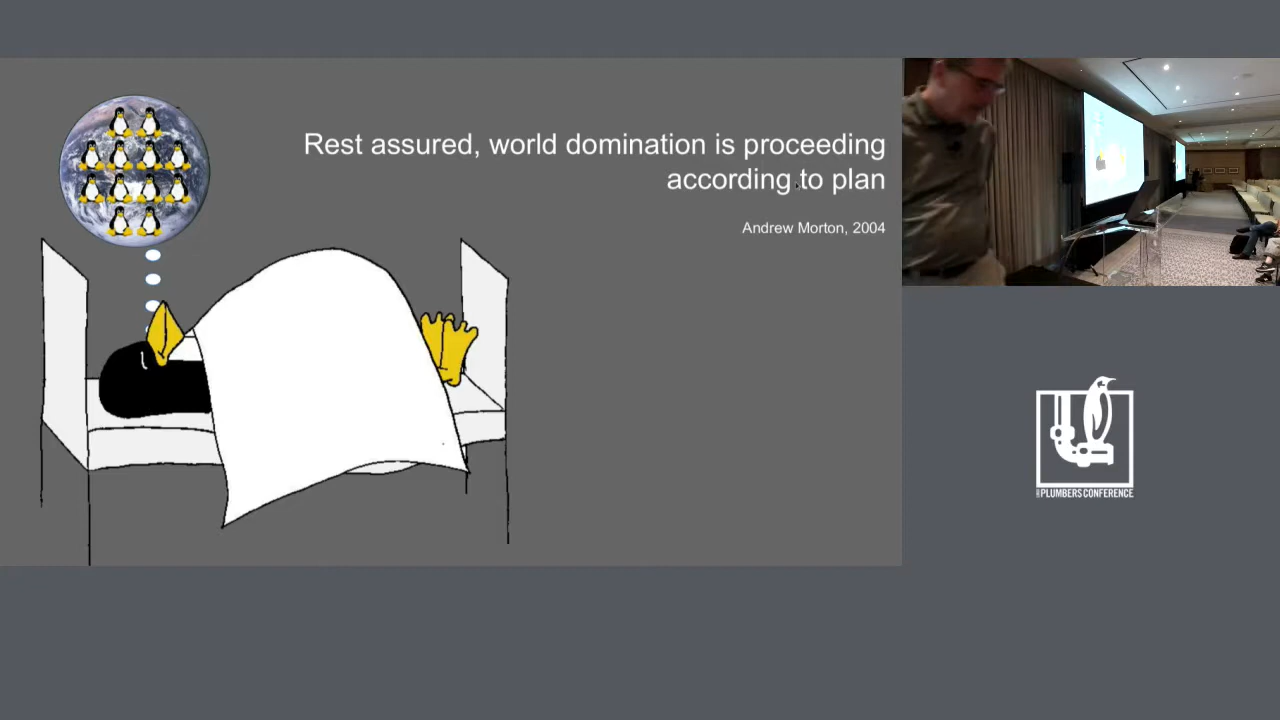 Rest assured, world domination is proceeding
according to plan
Andrew Morton, 2004
PLUMBERS CONFERENCE